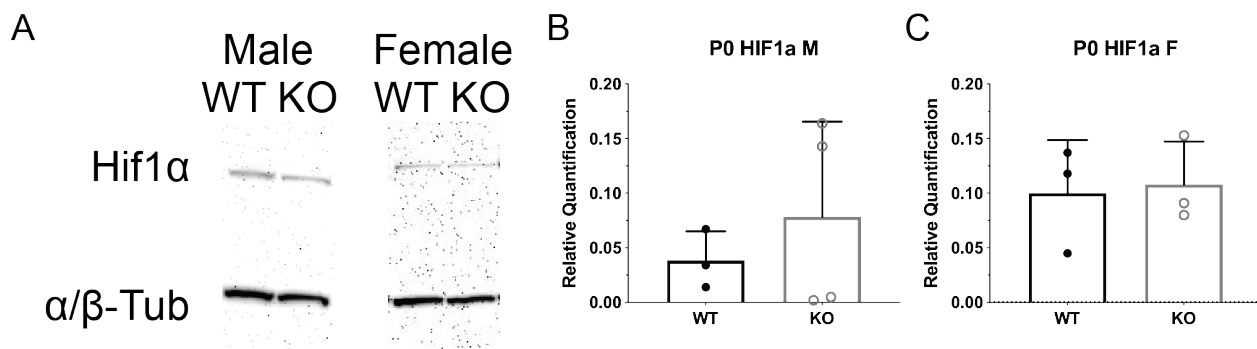 A
Male
WT KO
Female
WT KO
Hif1α
α/β-Tub
B
P0 HIF1a M
Relative Quantification
0.20
0.15
0.10
0.05
0.00
WT
KO
C
P0 HIF1a F
Relative Quantification
0.20
0.15
0.10
0.05
0.00
WT
KO